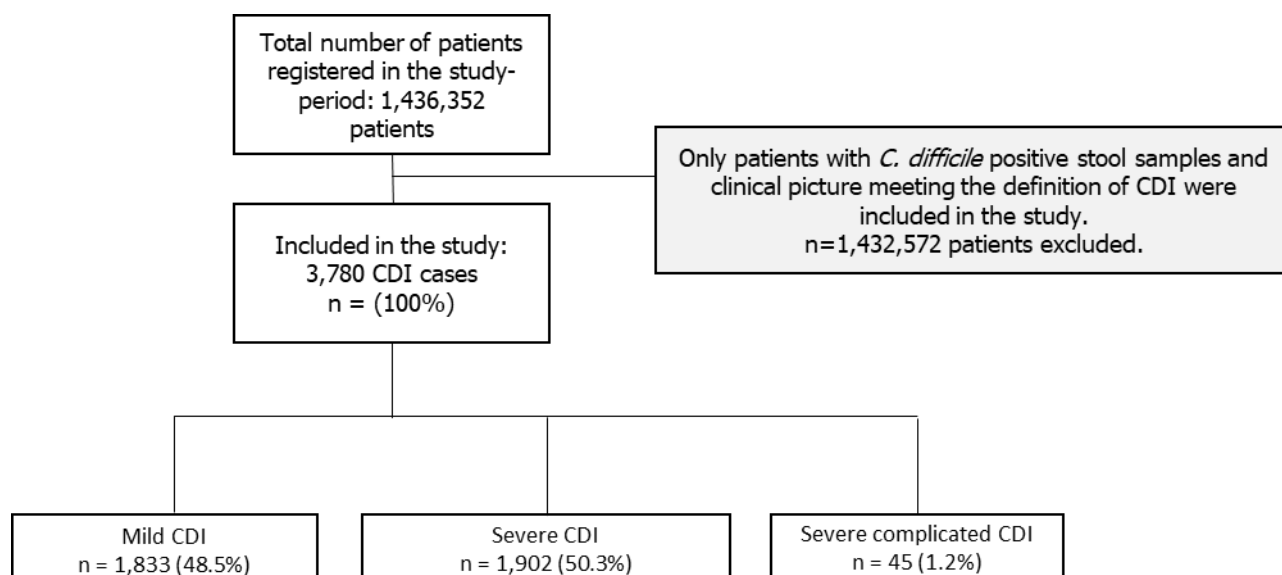 Total number of patients
registered in the study-
period: 1,436,352
patients
Only patients with C. difficile positive stool samples and
clinical picture meeting the definition of CDI were
included in the study.
n=1,432,572 patients excluded.
Included in the study:
3,780 CDI cases
n = (100%)
Mild CDI
n = 1,833 (48.5%)
Severe CDI
n = 1,902 (50.3%)
Severe complicated CDI
n = 45 (1.2%)